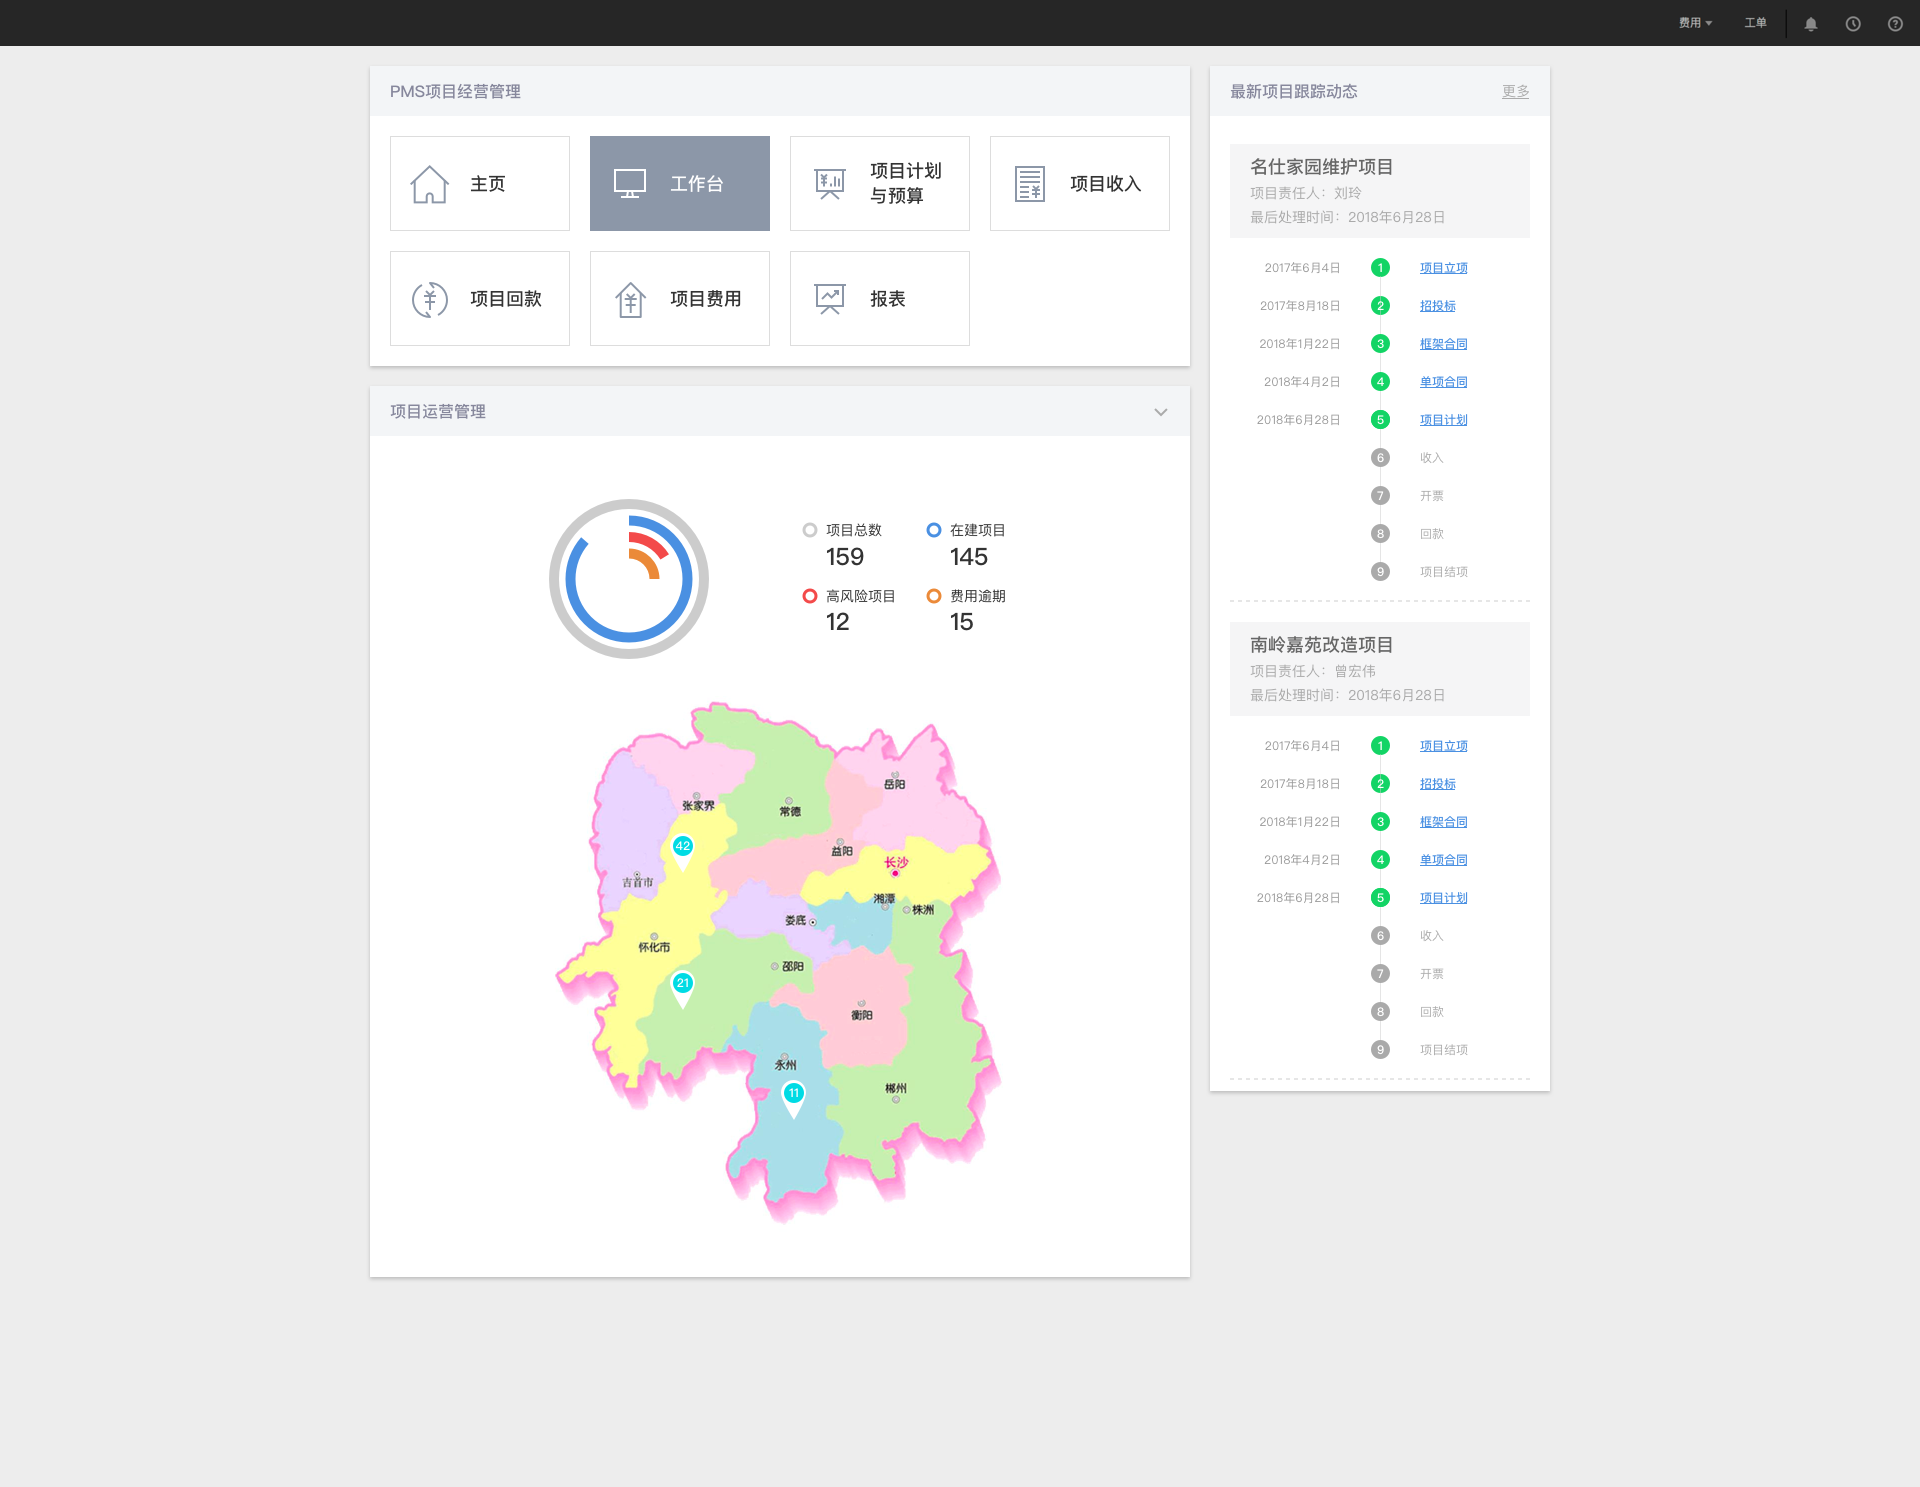 费用
工单
PMS项目经营管理
主页
工作台
项目计划
与预算
项目收入
项目回款
项目费用
报表
项目运营管理
项目总数
159
在建项目
145
高风险项目
12
费用逾期
15
岳阳
张家界
常德
42
益阳
长沙
吉首市
湘潭
株洲
娄底
怀化市
邵阳
21
衡阳
永州
郴州
11
最新项目跟踪动态
更多
名仕家园维护项目
项目责任人：刘玲
最后处理时间：2018年6月28日
2017年6月4日 1 项目立项
2017年8月18日 2 招投标
2018年1月22日 3 框架合同
2018年4月2日 4 单项合同
2018年6月28日 5 项目计划
6 收入
7 开票
8 回款
9 项目结项
南岭嘉苑改造项目
项目责任人：曾宏伟
最后处理时间：2018年6月28日
2017年6月4日 1 项目立项
2017年8月18日 2 招投标
2018年1月22日 3 框架合同
2018年4月2日 4 单项合同
2018年6月28日 5 项目计划
6 收入
7 开票
8 回款
9 项目结项